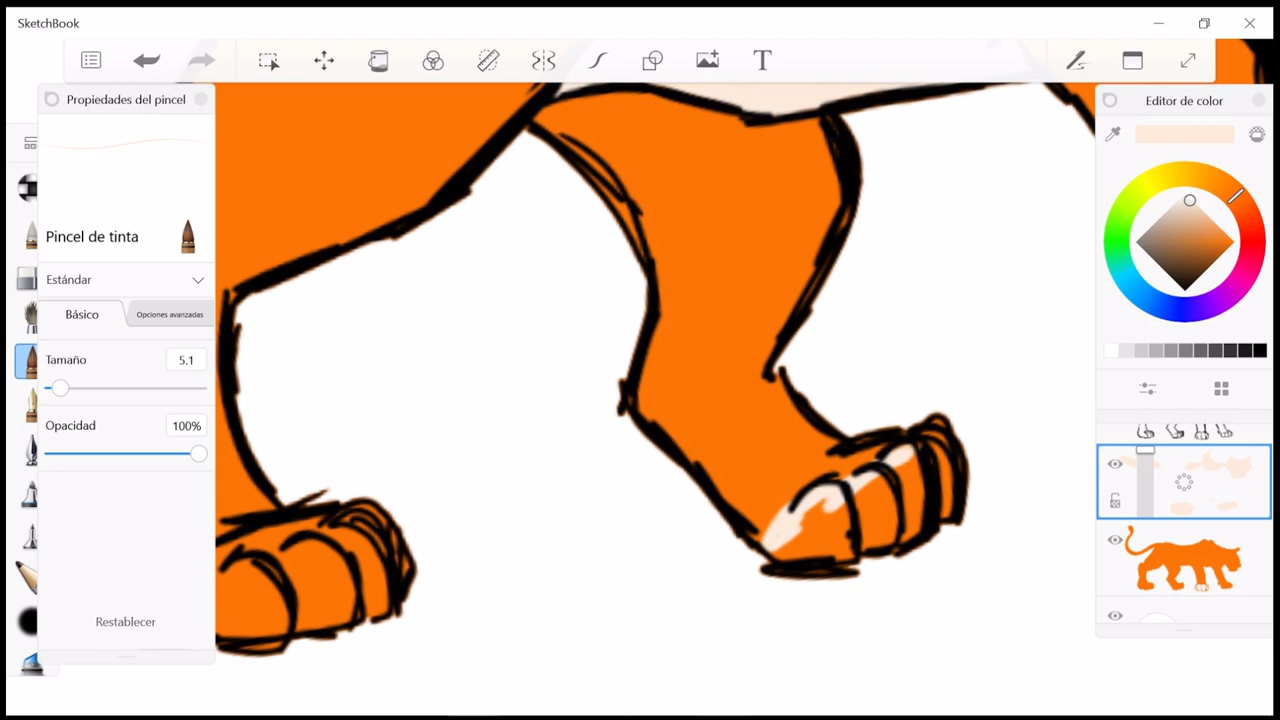 SketchBook
T
Propiedades del pincel
Editor de color
Pincel de tinta
Estándar
Básico
Opciones avanzadas
Tamaño
5.1
Opacidad
100%
Restablecer